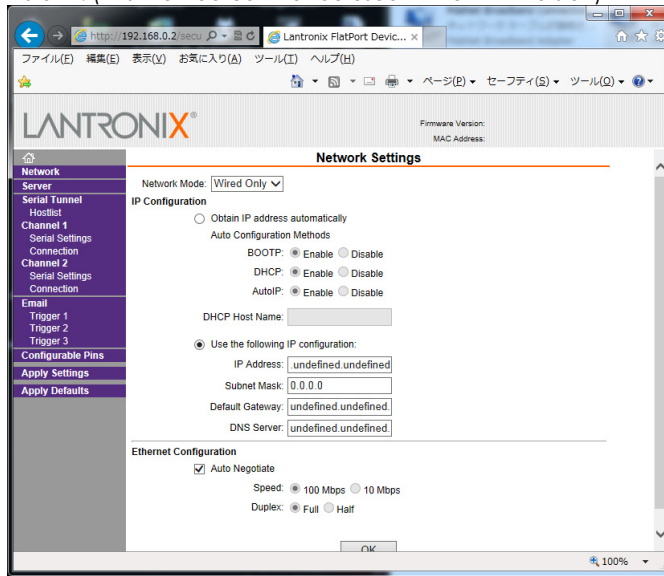 http://192.168.0.2/secu
Lantronix FlatPort Devic...
ファイル(F) 編集(E) 表示(V) お気に入り(A) ツール(T) ヘルプ(H)
ページ(P) セーフティ(S) ツール(O)
LANTRONIX®
Firmware Version:
MAC Address:
Network
Server
Serial Tunnel
Hostlist
Channel 1
Serial Settings
Connection
Channel 2
Serial Settings
Connection
Email
Trigger 1
Trigger 2
Trigger 3
Configurable Pins
Apply Settings
Apply Defaults
Network Settings
Network Mode: Wired Only
IP Configuration
Obtain IP address automatically
Auto Configuration Methods
BOOTP: Enable Disable
DHCP: Enable Disable
AutoIP: Enable Disable
DHCP Host Name:
Use the following IP configuration:
IP Address: .undefined.undefined
Subnet Mask: 0.0.0.0
Default Gateway: undefined.undefined.
DNS Server: undefined.undefined.
Ethernet Configuration
Auto Negotiate
Speed: 100 Mbps 10 Mbps
Duplex: Full Half
OK
100%